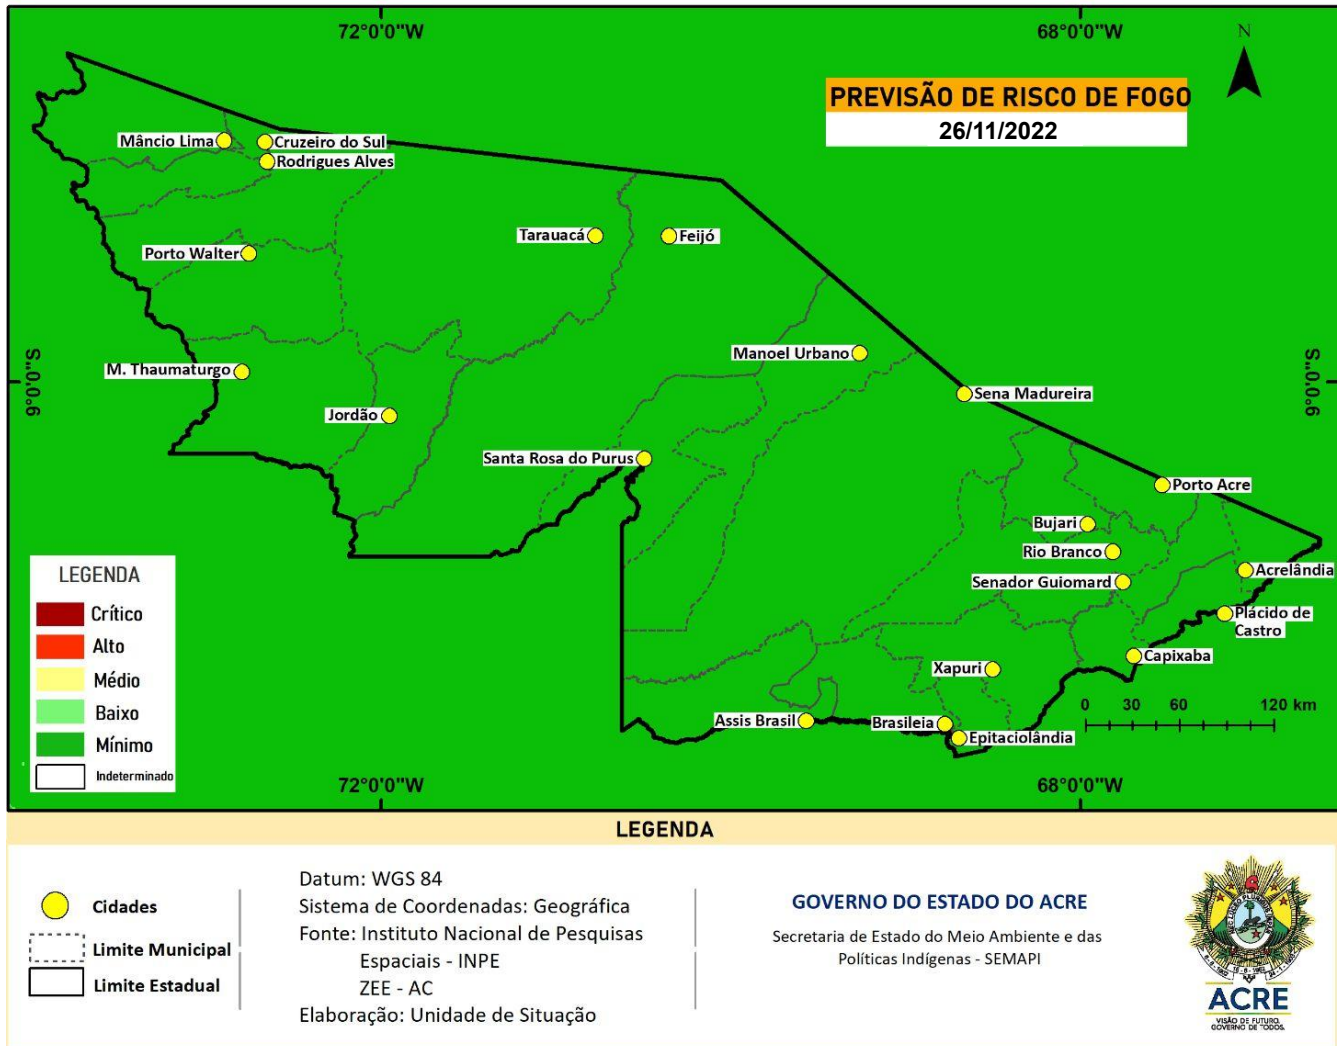 72°0'0"W
68°0'0"W
N
PREVISÃO DE RISCO DE FOGO
26/11/2022
Mâncio Lima
Cruzeiro do Sul
Rodrigues Alves
Tarauacá
Feijó
Porto Walter
Manoel Urbano
M. Thaumaturgo
9°0'0"S
9°0'0"S
Sena Madureira
Jordão
Santa Rosa do Purus
Porto Acre
Bujari
Rio Branco
Senador Guiomard
Acrelândia
Plácido de
Castro
Capixaba
Xapuri
Assis Brasil
Brasileia
Epitaciolândia
0 30 60 120 km
LEGENDA
Crítico
Alto
Médio
Baixo
Mínimo
Indeterminado
72°0'0"W
68°0'0"W
LEGENDA
Cidades
Limite Municipal
Limite Estadual
Datum: WGS 84
Sistema de Coordenadas: Geográfica
Fonte: Instituto Nacional de Pesquisas
Espaciais - INPE
ZEE - AC
Elaboração: Unidade de Situação
GOVERNO DO ESTADO DO ACRE
Secretaria de Estado do Meio Ambiente e das
Políticas Indígenas - SEMAPI
ACRE
VISÃO DE FUTURO.
GOVERNO DE TODOS.